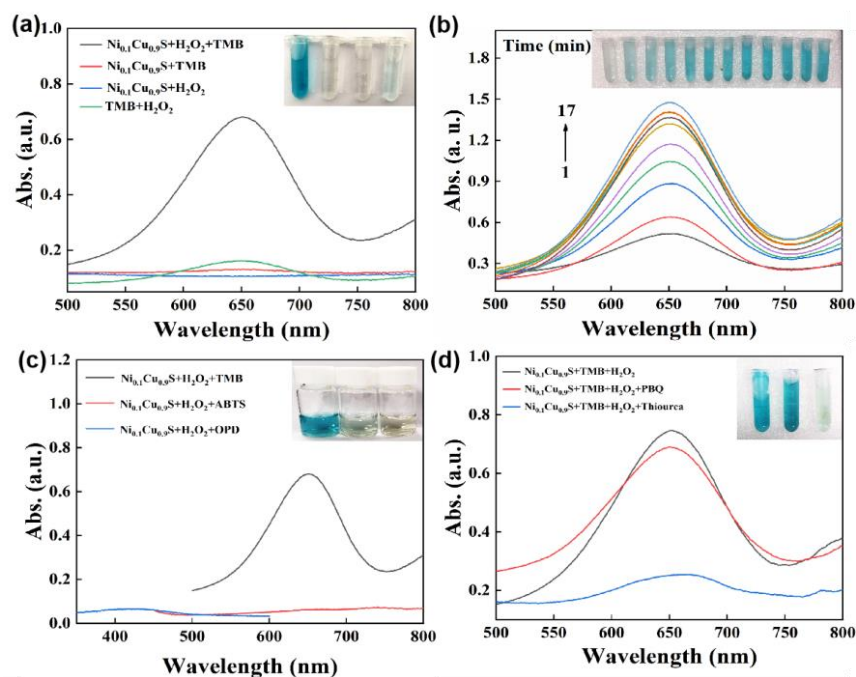 (a)
Ni0.1Cu0.9S+H2O2+TMB
Ni0.1Cu0.9S+TMB
Ni0.1Cu0.9S+H2O2
TMB+H2O2
1.0
0.8
0.6
0.4
0.2
Abs. (a.u.)
500 550 600 650 700 750 800
Wavelength (nm)
(b)
Time (min)
17
1
1.8
1.5
1.2
0.9
0.6
0.3
Abs. (a. u.)
500 550 600 650 700 750 800
Wavelength (nm)
(c)
Ni0.1Cu0.9S+H2O2+TMB
Ni0.1Cu0.9S+H2O2+ABTS
Ni0.1Cu0.9S+H2O2+OPD
1.2
1.0
0.8
0.6
0.4
0.2
0.0
Abs. (a.u.)
400 500 600 700 800
Wavelength (nm)
(d)
Ni0.1Cu0.9S+TMB+H2O2
Ni0.1Cu0.9S+TMB+H2O2+PBQ
Ni0.1Cu0.9S+TMB+H2O2+Thiourea
1.0
0.8
0.6
0.4
0.2
Abs. (a.u.)
500 550 600 650 700 750 800
Wavelength (nm)